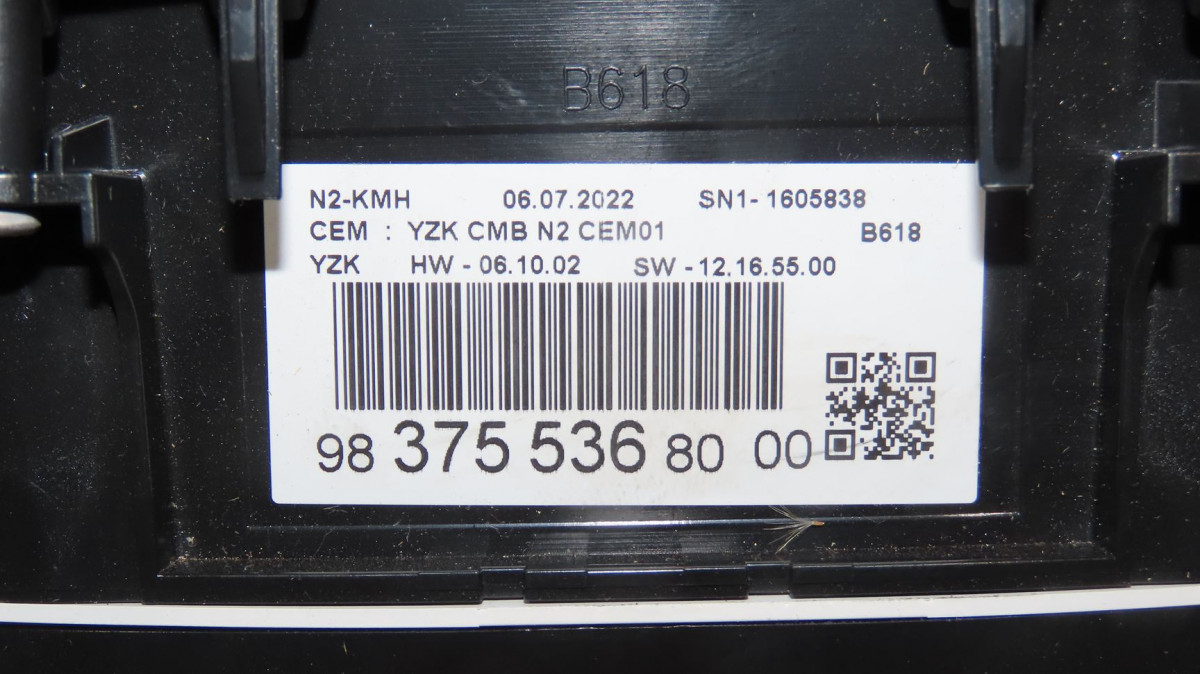 B618
N2-KMH 06.07.2022 SN1- 1605838
CEM : YZK CMB N2 CEM01 B618
YZK HW - 06.10.02 SW - 12.16.55.00
98 375 536 80 00